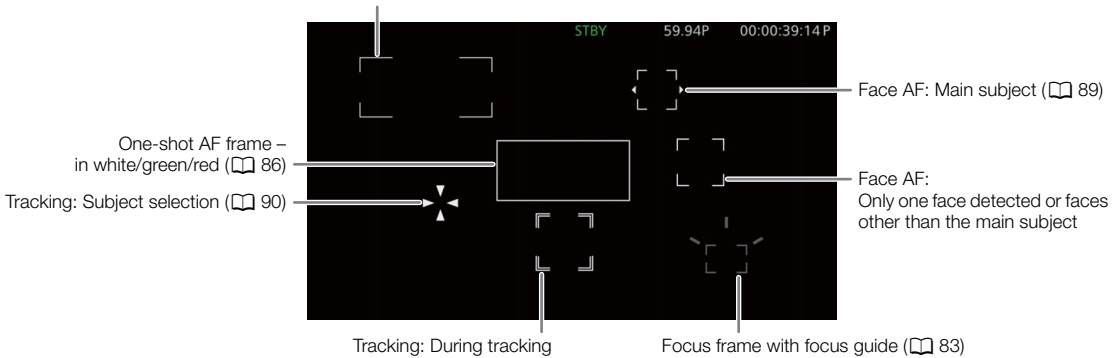 STBY 59.94P 00:00:39:14 P
Face AF: Main subject (89)
One-shot AF frame –
in white/green/red (86)
Tracking: Subject selection (90)
Face AF:
Only one face detected or faces
other than the main subject
Tracking: During tracking
Focus frame with focus guide (83)